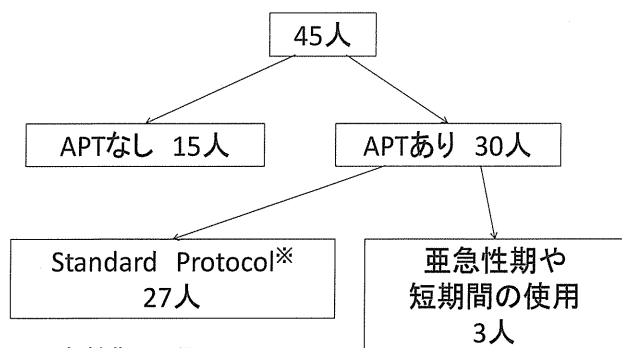 45人
APTなし 15人
APTあり 30人
Standard Protocol※
27人
亜急性期や
短期間の使用
3人